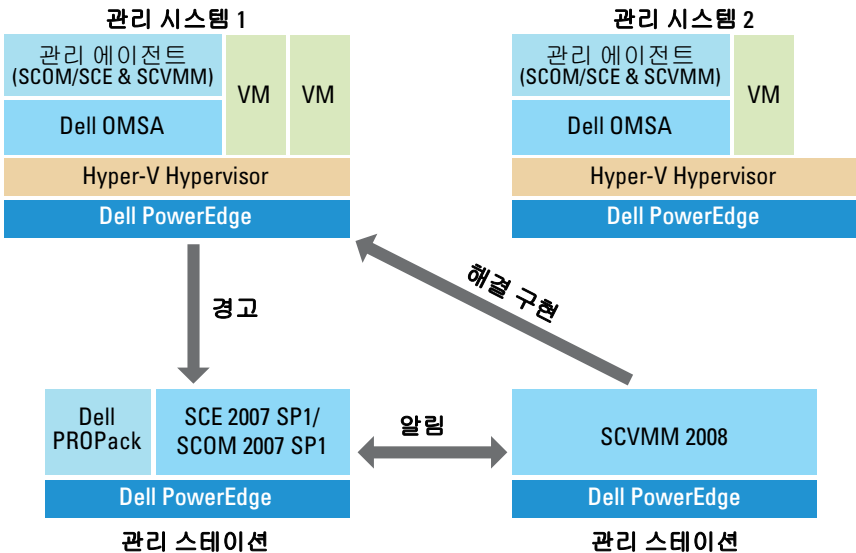 관리 시스템 1
관리 에이전트
(SCOM/SCE & SCVMM)
VM
VM
Dell OMSA
Hyper-V Hypervisor
Dell PowerEdge
관리 시스템 2
관리 에이전트
(SCOM/SCE & SCVMM)
VM
Dell OMSA
Hyper-V Hypervisor
Dell PowerEdge
경고
해결 구현
Dell
PROPack
SCE 2007 SP1/
SCOM 2007 SP1
알림
SCVMM 2008
Dell PowerEdge
Dell PowerEdge
관리 스테이션
관리 스테이션